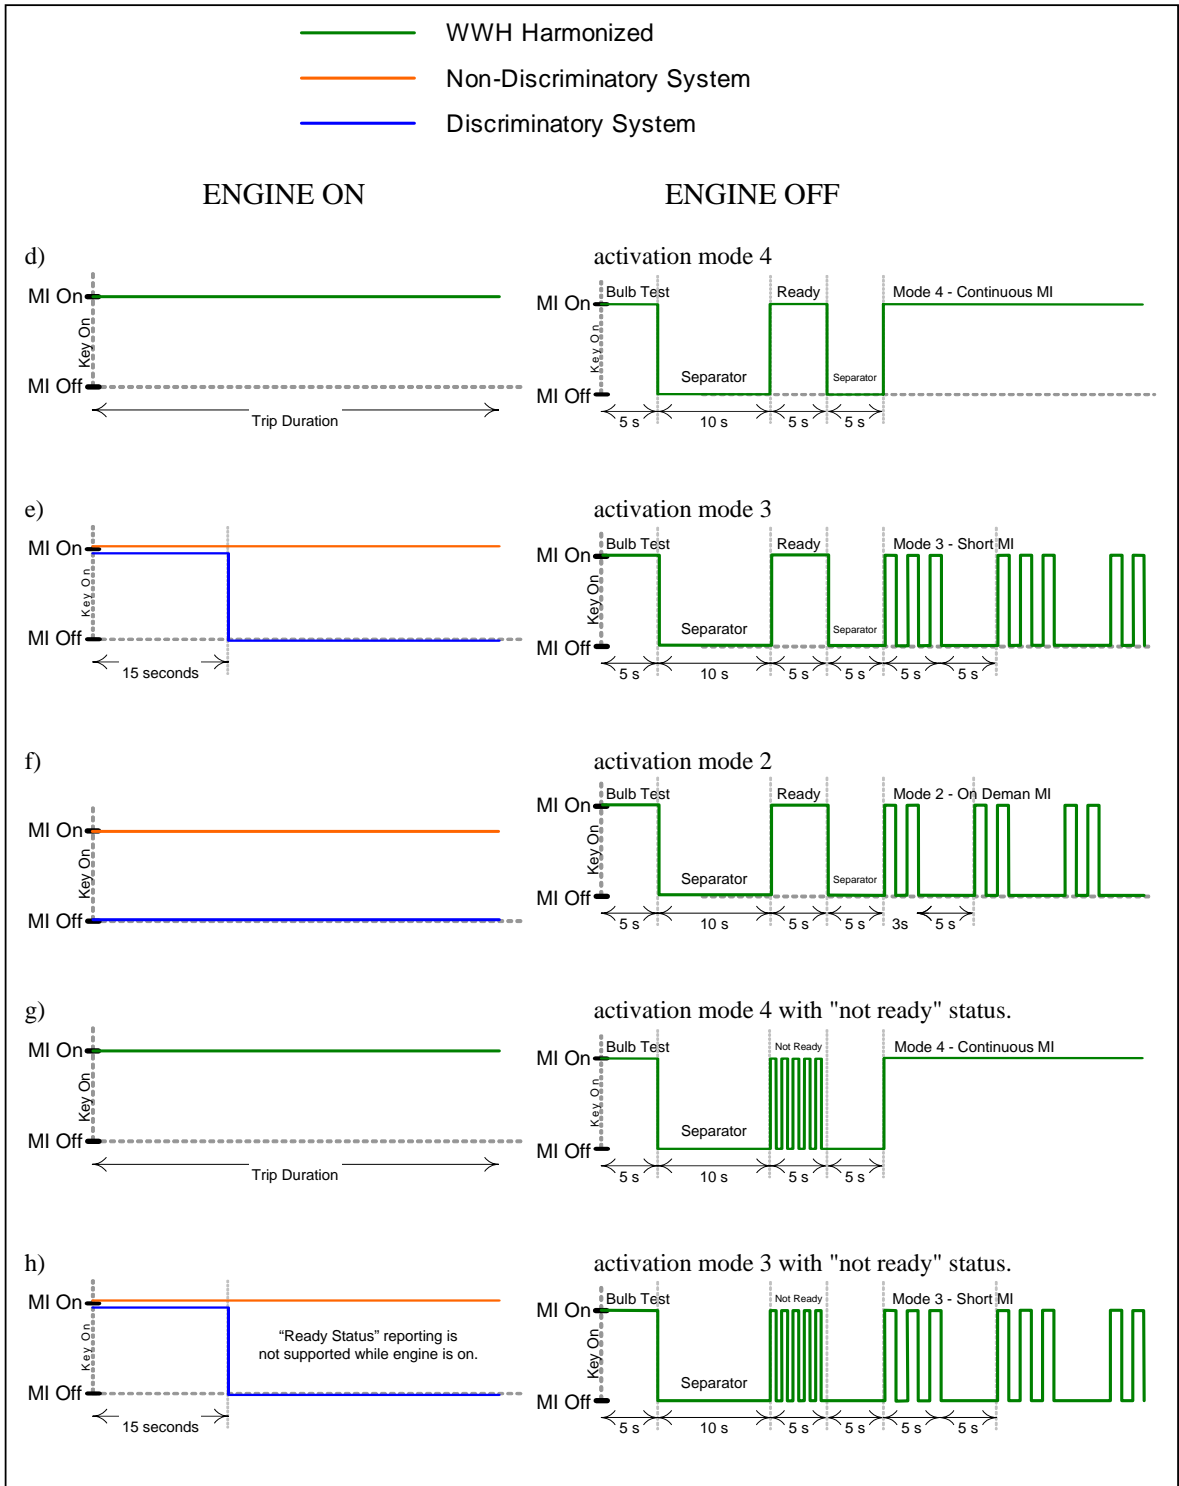 WWH Harmonized
Non-Discriminatory System
Discriminatory System
ENGINE ON
ENGINE OFF
d)
MI On
Key On
MI Off
Trip Duration
activation mode 4
MI On
Bulb Test
Ready
Mode 4 - Continuous MI
Key On
Separator
Separator
MI Off
5 s
10 s
5 s
5 s
e)
MI On
Key On
MI Off
15 seconds
activation mode 3
MI On
Bulb Test
Ready
Mode 3 - Short MI
Key On
Separator
Separator
MI Off
5 s
10 s
5 s
5 s
5 s
5 s
f)
MI On
Key On
MI Off
activation mode 2
MI On
Bulb Test
Ready
Mode 2 - On Deman MI
Key On
Separator
Separator
MI Off
5 s
10 s
5 s
5 s
3s
5 s
g)
MI On
Key On
MI Off
Trip Duration
activation mode 4 with "not ready" status.
MI On
Bulb Test
Not Ready
Mode 4 - Continuous MI
Key On
Separator
MI Off
5 s
10 s
5 s
5 s
h)
MI On
Key On
MI Off
15 seconds
“Ready Status” reporting is
not supported while engine is on.
activation mode 3 with "not ready" status.
MI On
Bulb Test
Not Ready
Mode 3 - Short MI
Key On
Separator
MI Off
5 s
10 s
5 s
5 s
5 s
5 s